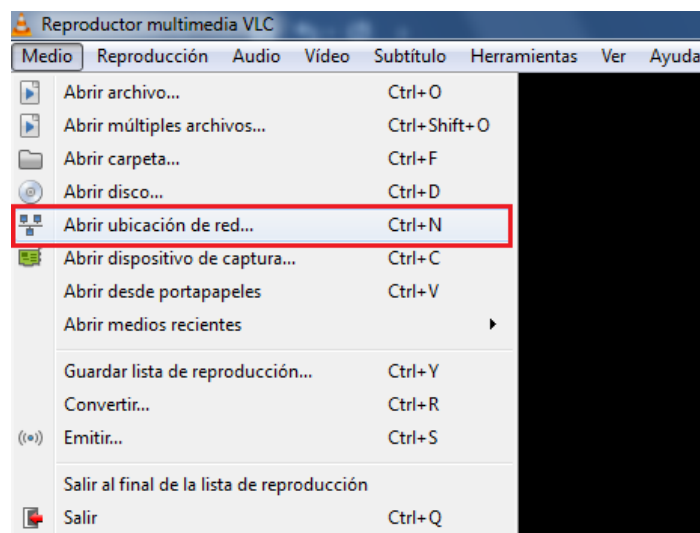 Reproductor multimedia VLC
Medio Reproducción Audio Vídeo Subtítulo Herramientas Ver Ayuda
Abrir archivo... Ctrl+O
Abrir múltiples archivos... Ctrl+Shift+O
Abrir carpeta... Ctrl+F
Abrir disco... Ctrl+D
Abrir ubicación de red... Ctrl+N
Abrir dispositivo de captura... Ctrl+C
Abrir desde portapapeles Ctrl+V
Abrir medios recientes
Guardar lista de reproducción... Ctrl+Y
Convertir... Ctrl+R
Emitir... Ctrl+S
Salir al final de la lista de reproducción
Salir Ctrl+Q